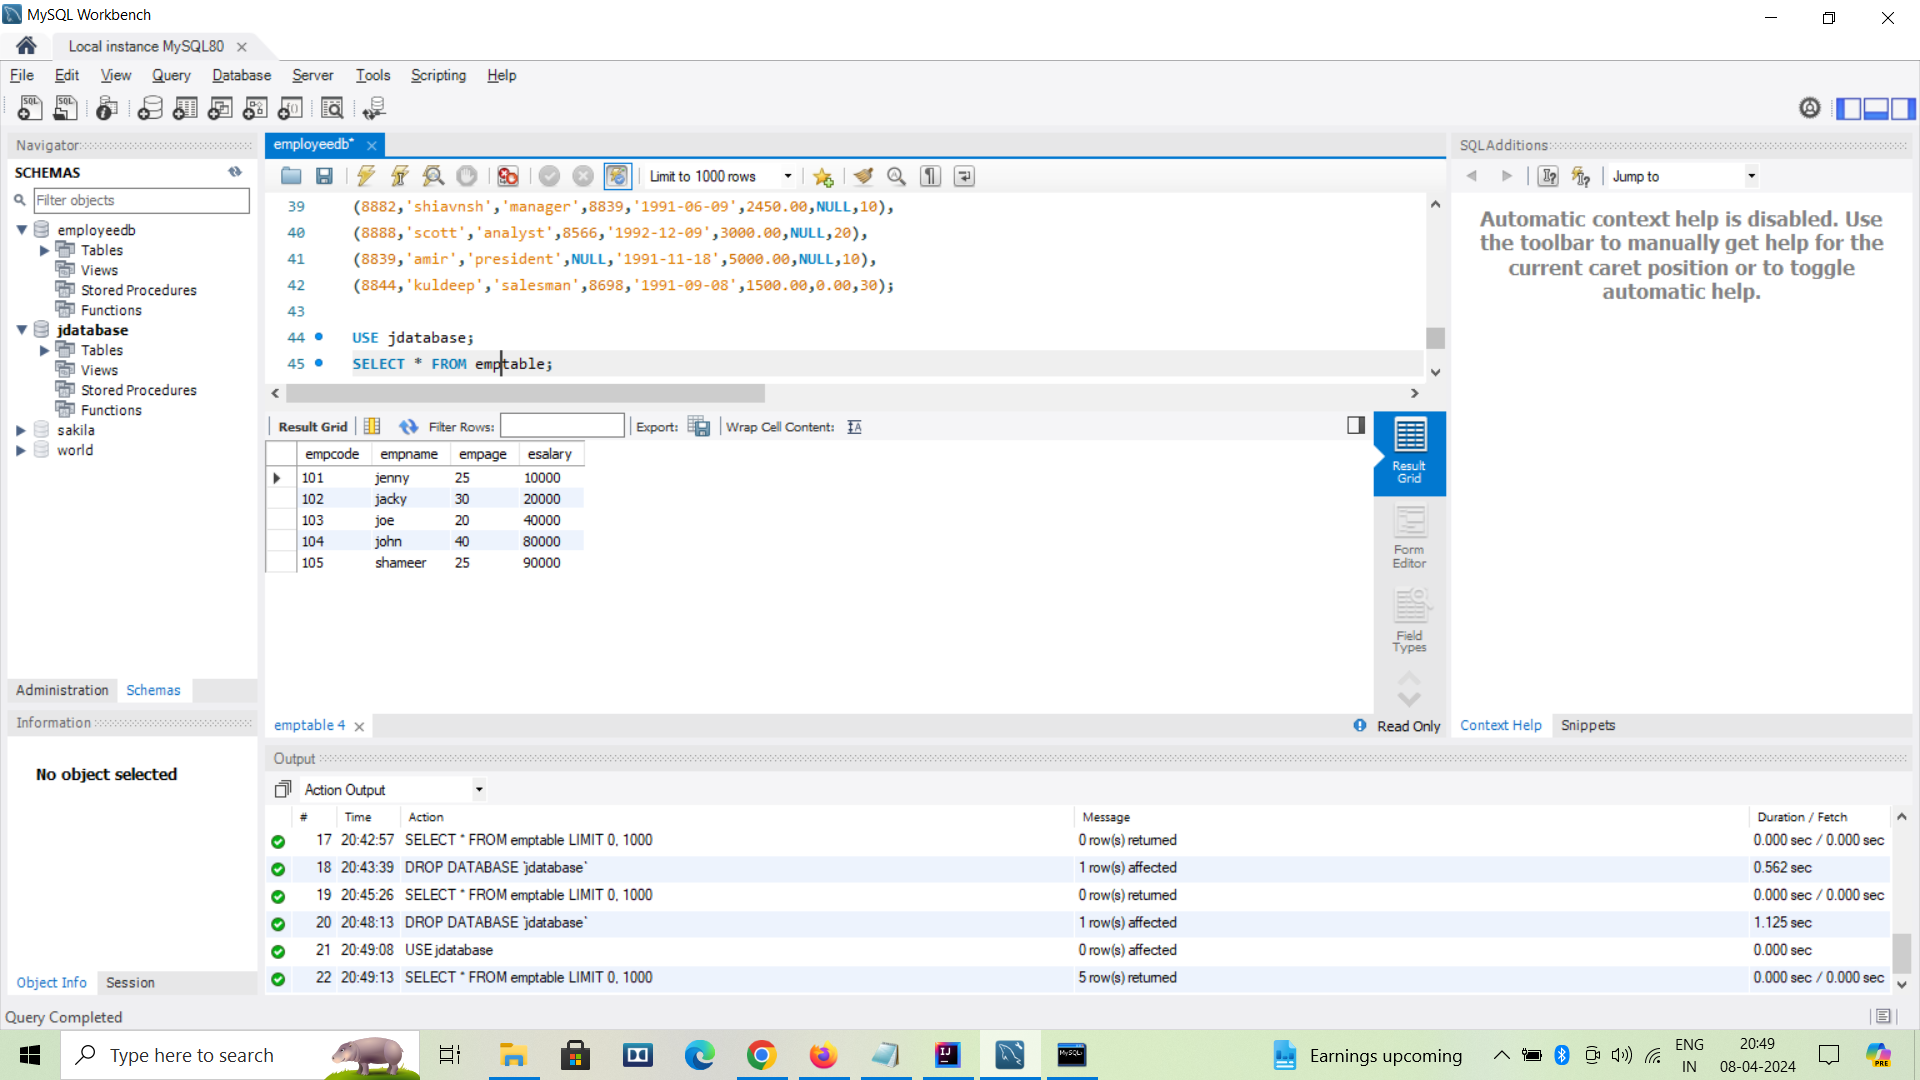 MySQL Workbench
Local instance MySQL80
File Edit View Query Database Server Tools Scripting Help
Navigator
SCHEMAS
Filter objects
employeedb
Tables
Views
Stored Procedures
Functions
jdatabase
Tables
Views
Stored Procedures
Functions
sakila
world
Administration Schemas
Information
No object selected
Object Info Session
employeedb*
Limit to 1000 rows
39 (8882,'shiavnsh','manager',8839,'1991-06-09',2450.00,NULL,10),
40 (8888,'scott','analyst',8566,'1992-12-09',3000.00,NULL,20),
41 (8839,'amir','president',NULL,'1991-11-18',5000.00,NULL,10),
42 (8844,'kuldeep','salesman',8698,'1991-09-08',1500.00,0.00,30);
43
44 USE jdatabase;
45 SELECT * FROM emptable;
Result Grid Filter Rows: Export: Wrap Cell Content:
empcode empname empage esalary
101 jenny 25 10000
102 jacky 30 20000
103 joe 20 40000
104 john 40 80000
105 shameer 25 90000
Result
Grid
Form
Editor
Field
Types
emptable 4
Read Only
SQLAdditions
Jump to
Automatic context help is disabled. Use
the toolbar to manually get help for the
current caret position or to toggle
automatic help.
Context Help Snippets
Output
Action Output
# Time Action Message Duration / Fetch
17 20:42:57 SELECT * FROM emptable LIMIT 0, 1000 0 row(s) returned 0.000 sec / 0.000 sec
18 20:43:39 DROP DATABASE `jdatabase` 1 row(s) affected 0.562 sec
19 20:45:26 SELECT * FROM emptable LIMIT 0, 1000 0 row(s) returned 0.000 sec / 0.000 sec
20 20:48:13 DROP DATABASE `jdatabase` 1 row(s) affected 1.125 sec
21 20:49:08 USE jdatabase 0 row(s) affected 0.000 sec
22 20:49:13 SELECT * FROM emptable LIMIT 0, 1000 5 row(s) returned 0.000 sec / 0.000 sec
Query Completed
Type here to search
Earnings upcoming
ENG
IN
20:49
08-04-2024